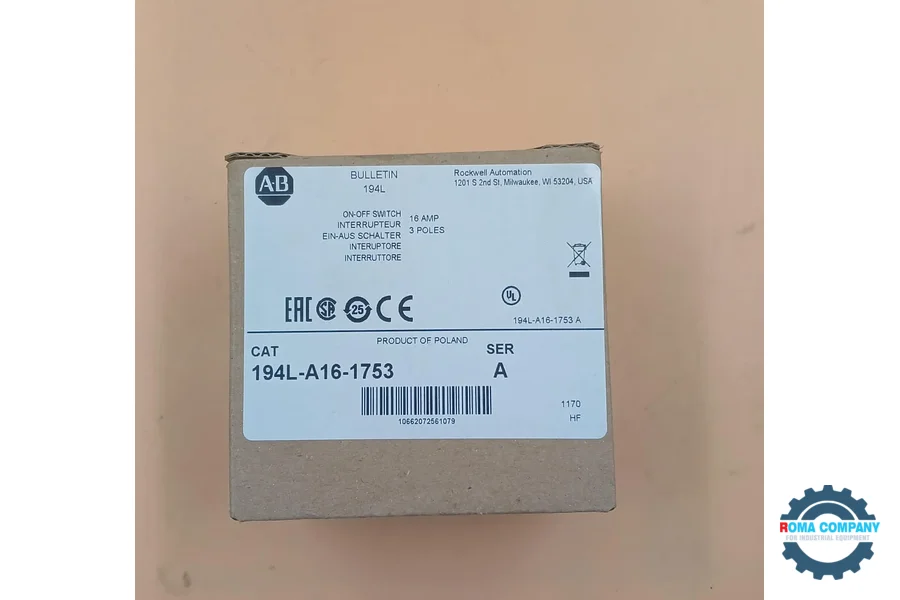 A·B
BULLETIN
194L
Rockwell Automation
1201 S 2nd St, Milwaukee, WI 53204, USA
ON-OFF SWITCH
INTERRUPTEUR
EIN-AUS SCHALTER
INTERUPTORE
INTERRUTTORE
16 AMP
3 POLES
EAC SA 25 CE
UL
194L-A16-1753 A
PRODUCT OF POLAND
CAT
194L-A16-1753
SER
A
10662072561079
1170
HF
ROMA COMPANY
FOR INDUSTRIAL EQUIPMENT